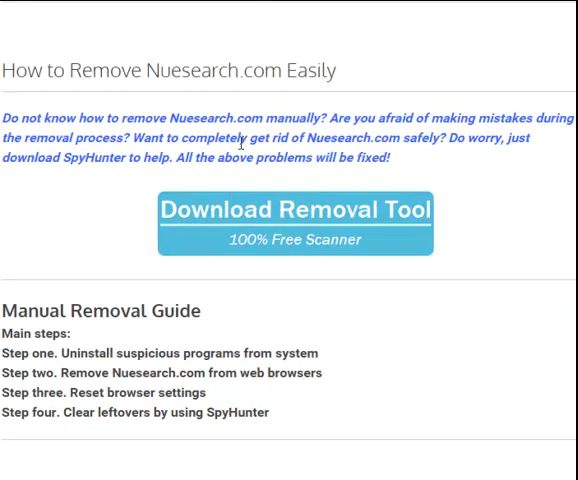 How to Remove Nuesearch.com Easily
Do not know how to remove Nuesearch.com manually? Are you afraid of making mistakes during
the removal process? Want to completely get rid of Nuesearch.com safely? Do worry, just
download SpyHunter to help. All the above problems will be fixed!
Download Removal Tool
100% Free Scanner
Manual Removal Guide
Main steps:
Step one. Uninstall suspicious programs from system
Step two. Remove Nuesearch.com from web browsers
Step three. Reset browser settings
Step four. Clear leftovers by using SpyHunter